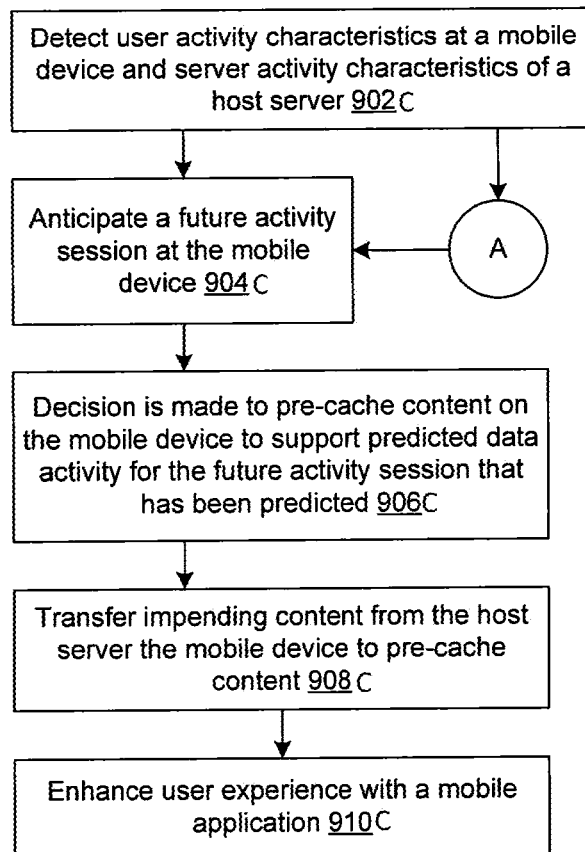 Detect user activity characteristics at a mobile
device and server activity characteristics of a
host server 902C
Anticipate a future activity
session at the mobile
device 904C
A
Decision is made to pre-cache content on
the mobile device to support predicted data
activity for the future activity session that
has been predicted 906C
Transfer impending content from the host
server the mobile device to pre-cache
content 908C
Enhance user experience with a mobile
application 910C